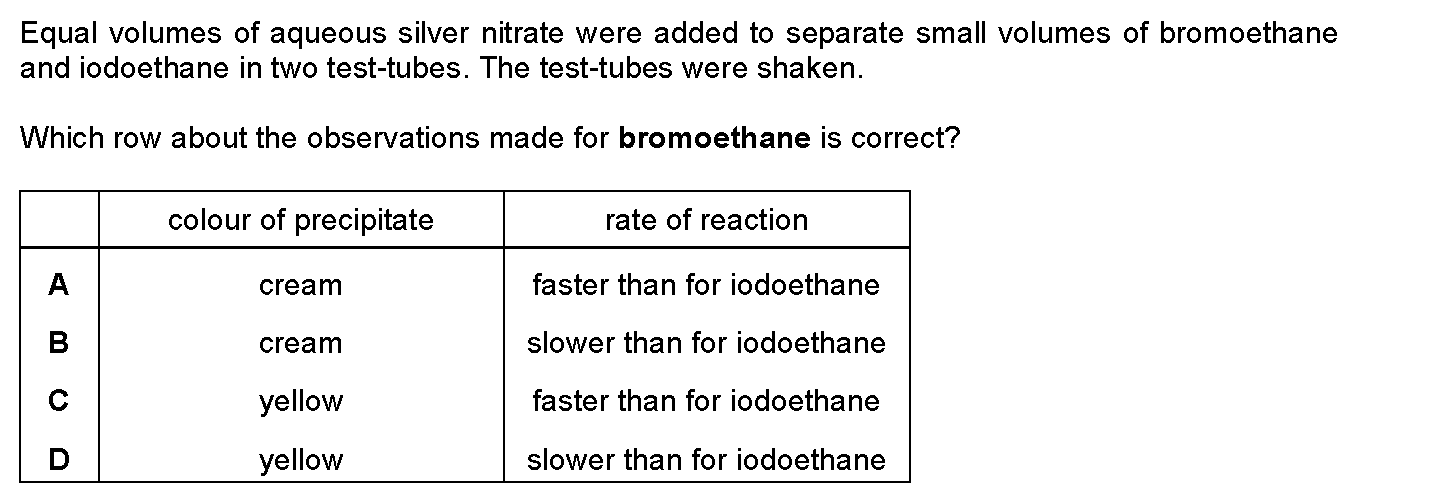 Equal volumes of aqueous silver nitrate were added to separate small volumes of bromoethane
and iodoethane in two test-tubes. The test-tubes were shaken.
Which row about the observations made for bromoethane is correct?
colour of precipitate rate of reaction
A cream faster than for iodoethane
B cream slower than for iodoethane
C yellow faster than for iodoethane
D yellow slower than for iodoethane